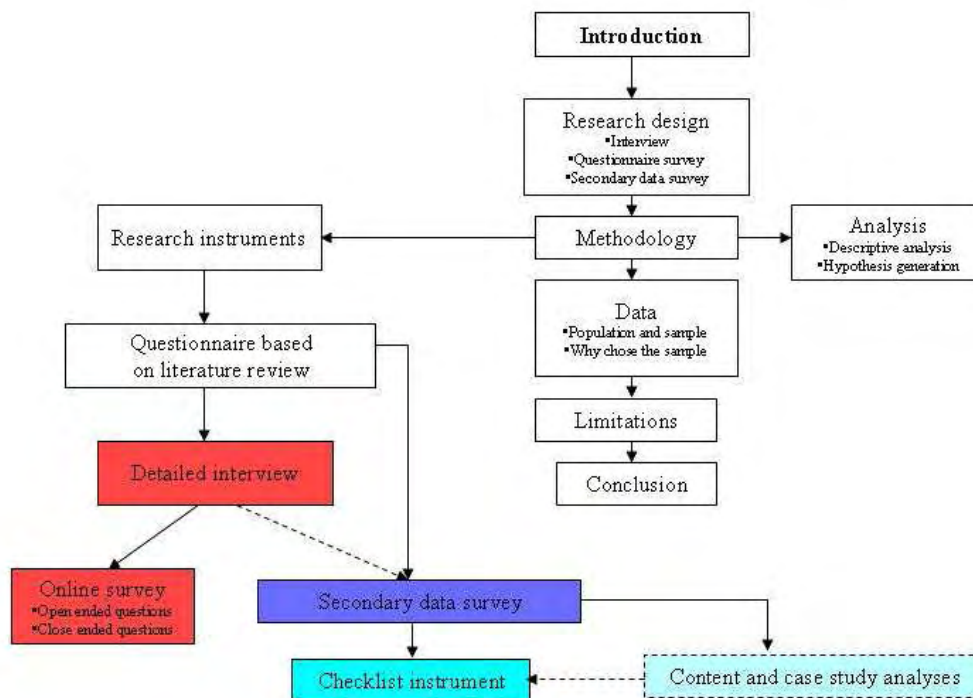 Introduction
Research design
▪Interview
▪Questionnaire survey
▪Secondary data survey
Research instruments
Methodology
Analysis
▪Descriptive analysis
▪Hypothesis generation
Data
▪Population and sample
▪Why chose the sample
Questionnaire based
on literature review
Limitations
Detailed interview
Conclusion
Online survey
▪Open ended questions
▪Close ended questions
Secondary data survey
Checklist instrument
Content and case study analyses